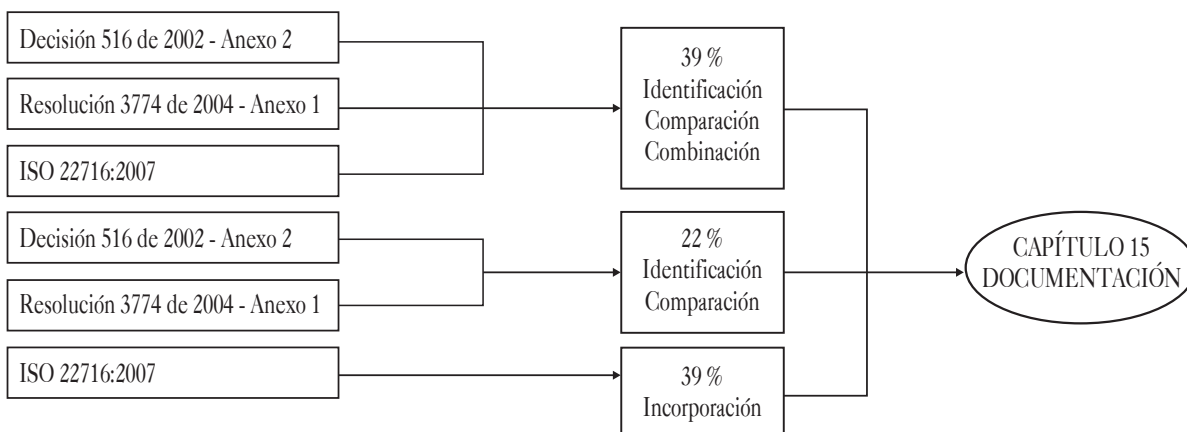 Decisión 516 de 2002 - Anexo 2
Resolución 3774 de 2004 - Anexo 1
ISO 22716:2007
39 %
Identificación
Comparación
Combinación
Decisión 516 de 2002 - Anexo 2
Resolución 3774 de 2004 - Anexo 1
22 %
Identificación
Comparación
ISO 22716:2007
39 %
Incorporación
CAPÍTULO 15
DOCUMENTACIÓN